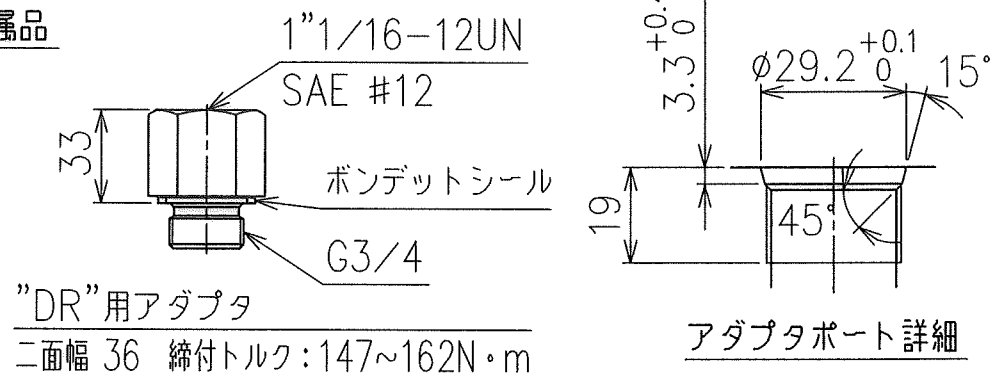 属品
1"1/16-12UN
SAE #12
33
ボンデットシール
G3/4
"DR"用アダプタ
二面幅 36 締付トルク:147~162N・m
3.3
0
φ29.2 +0.1 0
15°
19
45°
アダプタポート詳細